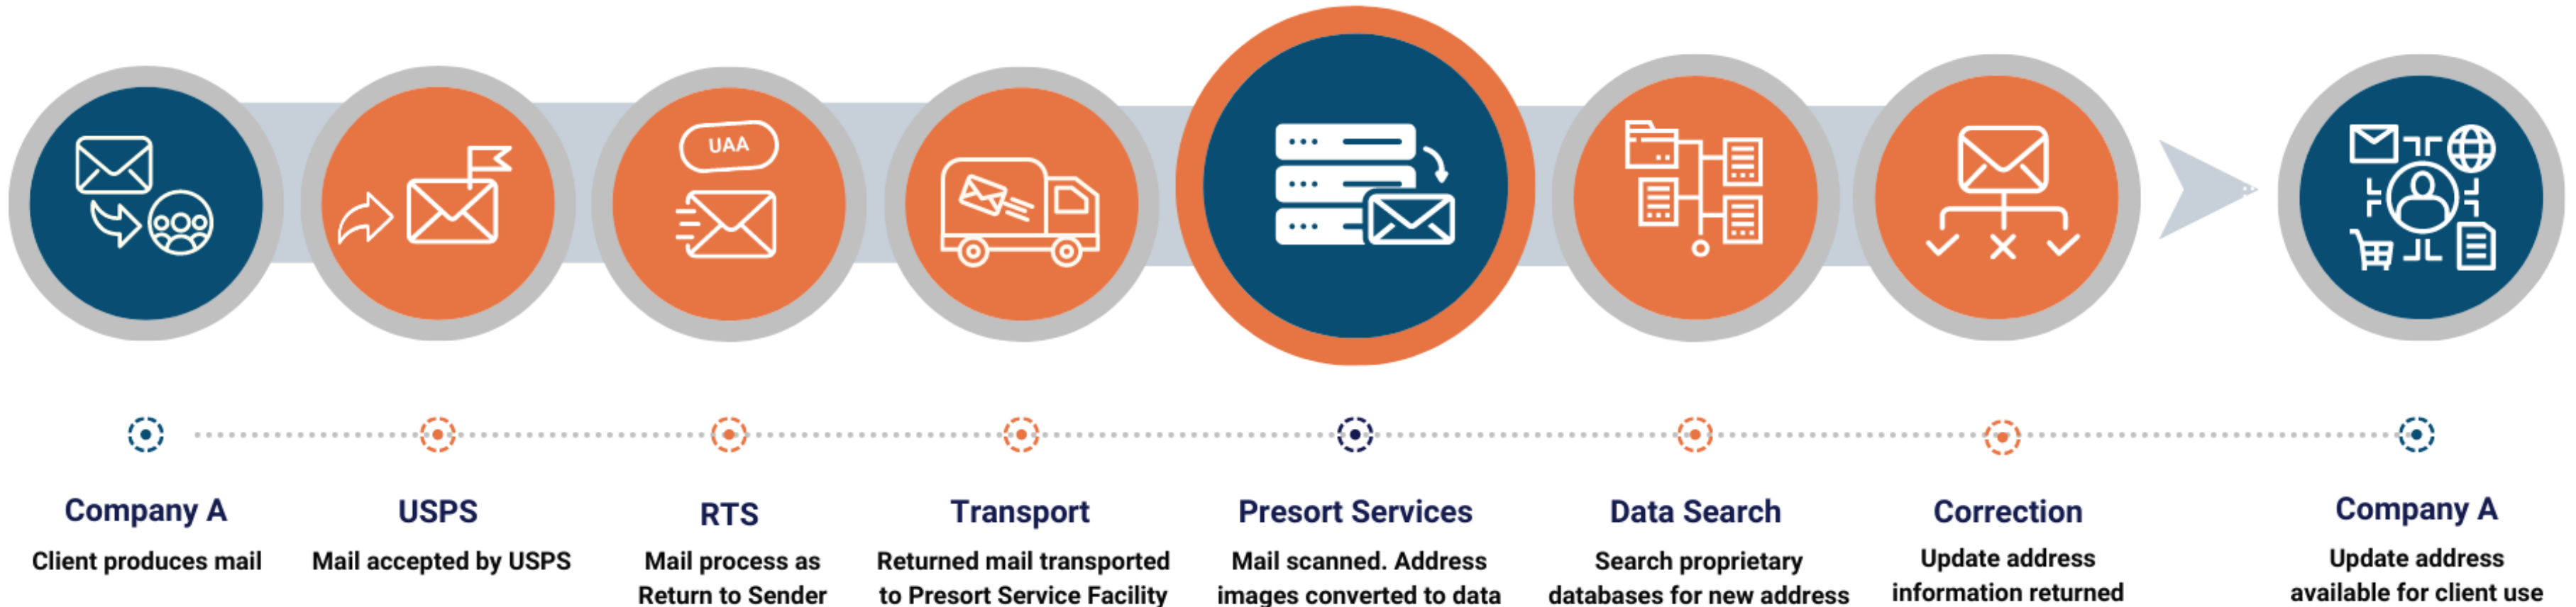 UAA
Company A
Client produces mail
USPS
Mail accepted by USPS
RTS
Mail process as
Return to Sender
Transport
Returned mail transported
to Presort Service Facility
Presort Services
Mail scanned. Address
images converted to data
Data Search
Search proprietary
databases for new address
Correction
Update address
information returned
Company A
Update address
available for client use